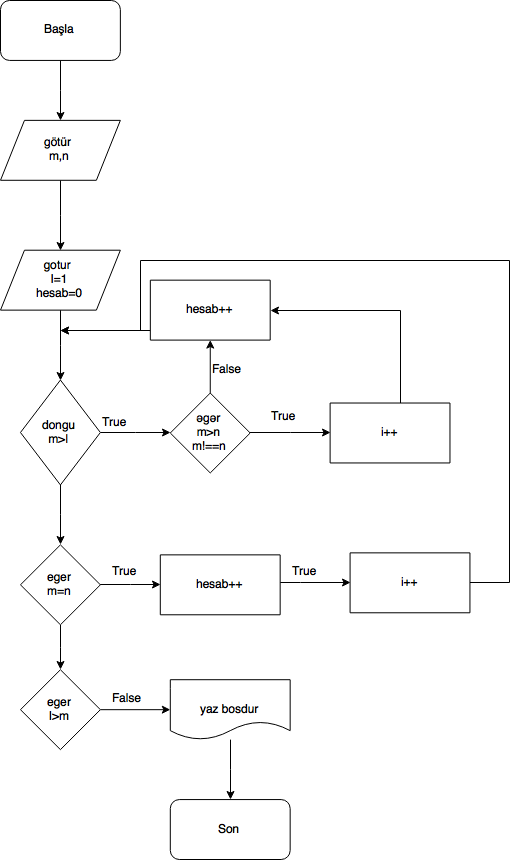 Başla
götür
m,n
gotur
I=1
hesab=0
hesab++
False
dongu
m>I
True
əgər
m>n
m!==n
True
i++
eger
m=n
True
hesab++
True
i++
eger
I>m
False
yaz bosdur
Son